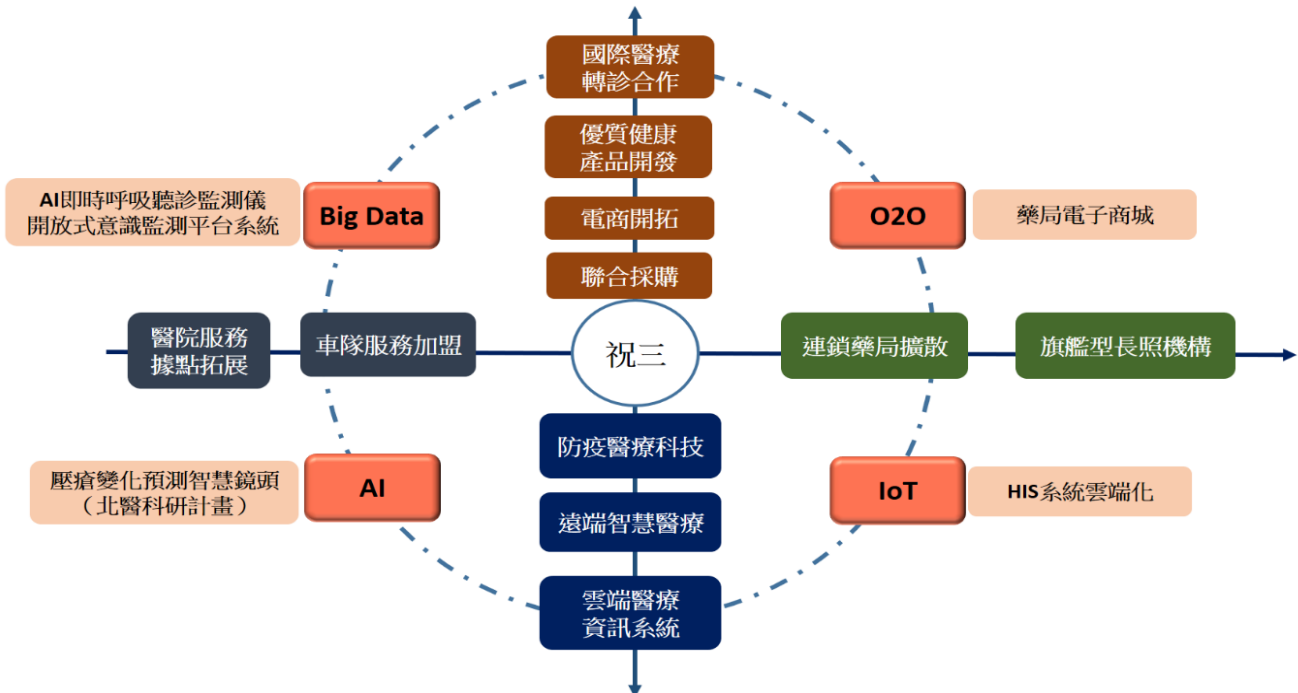 國際醫療
轉診合作
優質健康
產品開發
AI即時呼吸聽診監測儀
開放式意識監測平台系統
Big Data
電商開拓
O2O
藥局電子商城
聯合採購
醫院服務
據點拓展
車隊服務加盟
祝三
連鎖藥局擴散
旗艦型長照機構
防疫醫療科技
壓瘡變化預測智慧鏡頭
（北醫科研計畫）
AI
IoT
HIS系統雲端化
遠端智慧醫療
雲端醫療
資訊系統